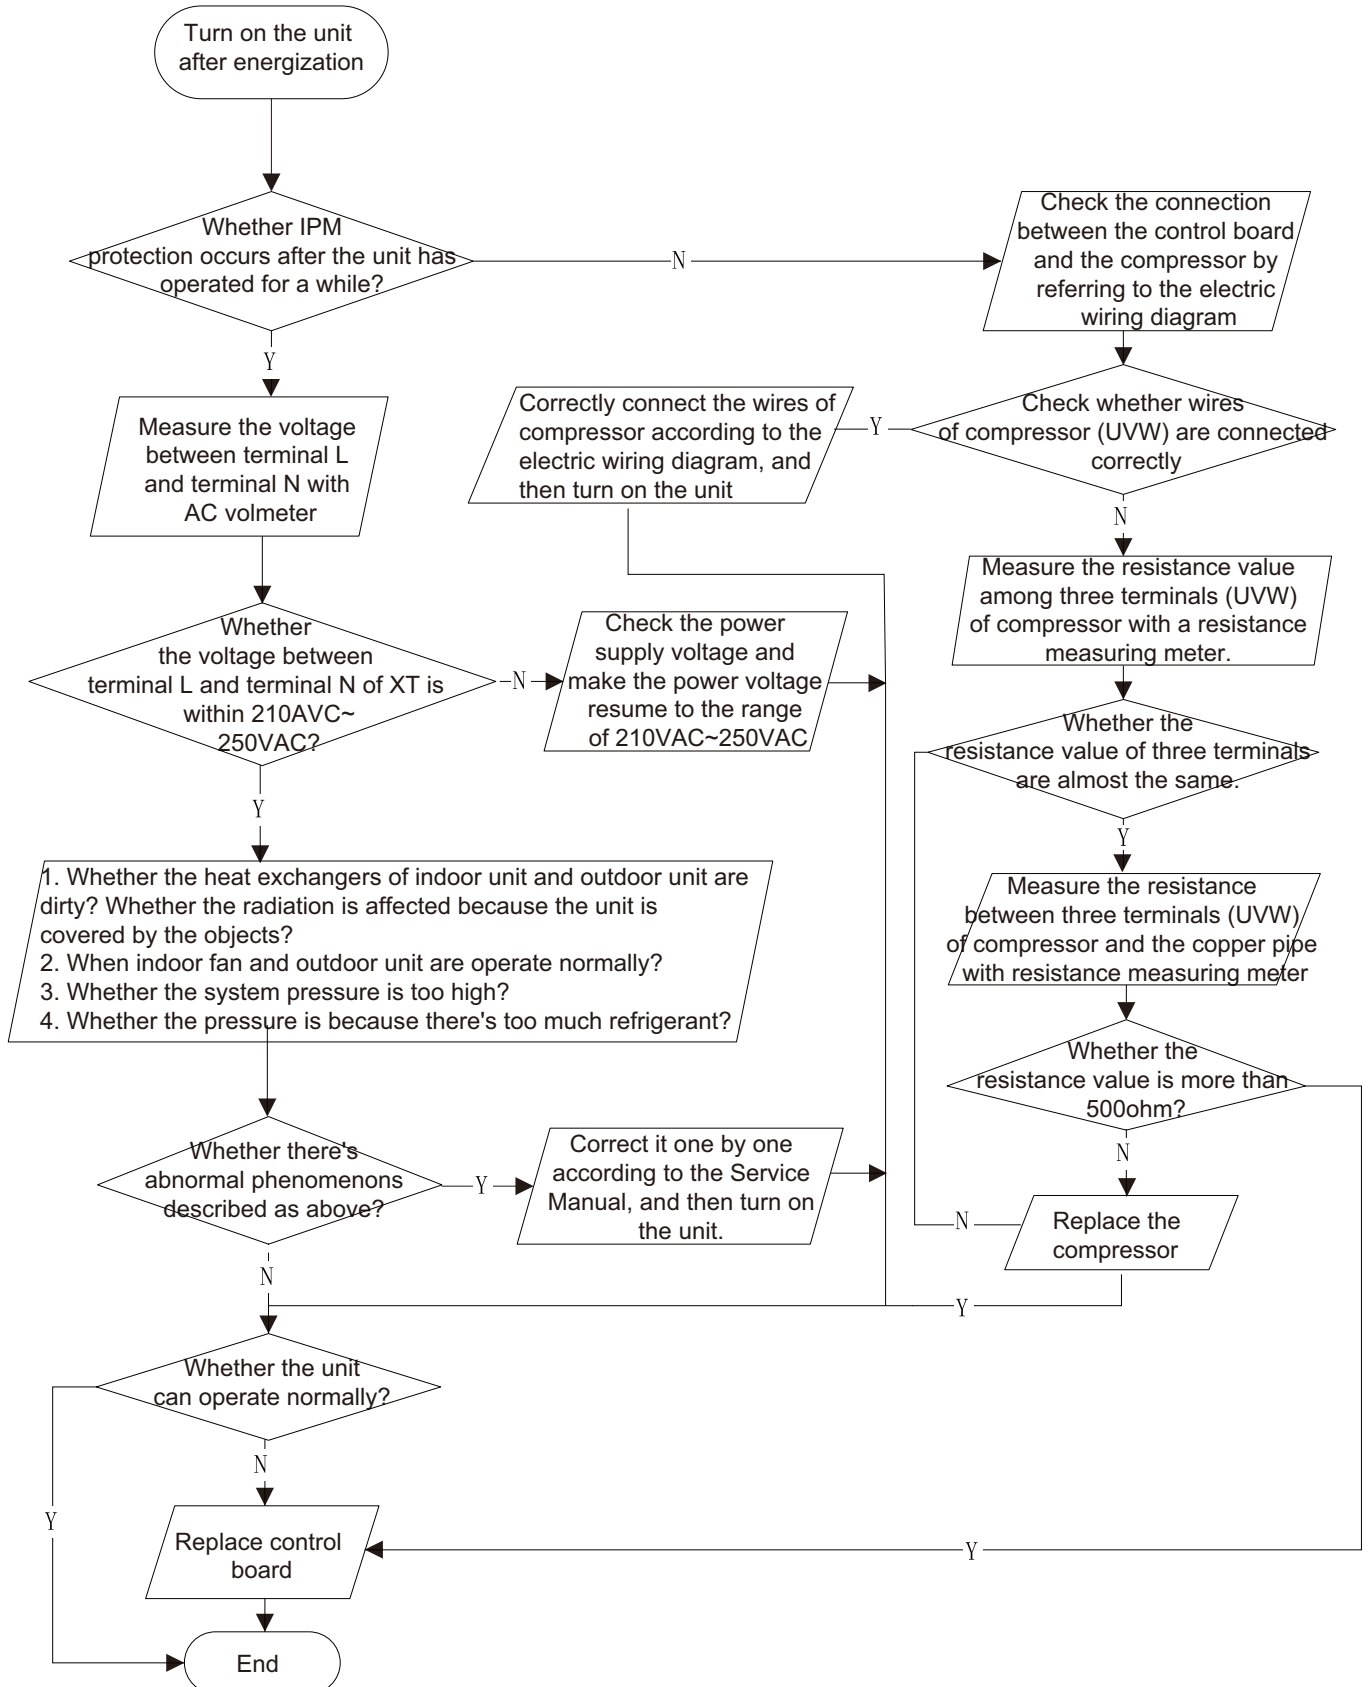 Turn on the unit
after energization
Whether IPM
protection occurs after the unit has
operated for a while?
N
Check the connection
between the control board
and the compressor by
referring to the electric
wiring diagram
Y
Measure the voltage
between terminal L
and terminal N with
AC volmeter
Correctly connect the wires of
compressor according to the
electric wiring diagram, and
then turn on the unit
Y
Check whether wires
of compressor (UVW) are connected
correctly
N
Measure the resistance value
among three terminals (UVW)
of compressor with a resistance
measuring meter.
Whether
the voltage between
terminal L and terminal N of XT is
within 210AVC~
250VAC?
N
Check the power
supply voltage and
make the power voltage
resume to the range
of 210VAC~250VAC
Whether the
resistance value of three terminals
are almost the same.
Y
Y
1. Whether the heat exchangers of indoor unit and outdoor unit are
dirty? Whether the radiation is affected because the unit is
covered by the objects?
2. When indoor fan and outdoor unit are operate normally?
3. Whether the system pressure is too high?
4. Whether the pressure is because there's too much refrigerant?
Measure the resistance
between three terminals (UVW)
of compressor and the copper pipe
with resistance measuring meter
Whether the
resistance value is more than
500ohm?
Whether there's
abnormal phenomenons
described as above?
Y
Correct it one by one
according to the Service
Manual, and then turn on
the unit.
N
N
Replace the
compressor
N
Y
Whether the unit
can operate normally?
N
Y
Replace control
board
Y
End